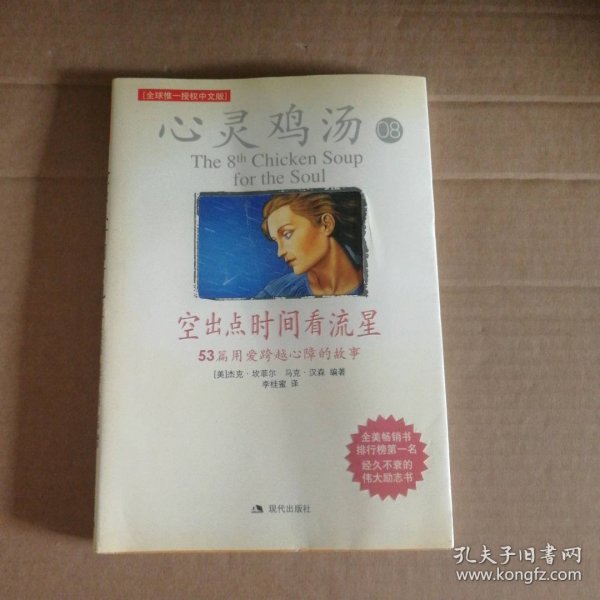 [全球惟一授权中文版]
心灵鸡汤 08
The 8th Chicken Soup
for the Soul
空出点时间看流星
53篇用爱跨越心障的故事
[美]杰克·坎菲尔 马克·汉森 编著
李桂蜜 译
全美畅销书
排行榜第一名
经久不衰的
伟大励志书
现代出版社
孔夫子旧书网
www.kongfz.com